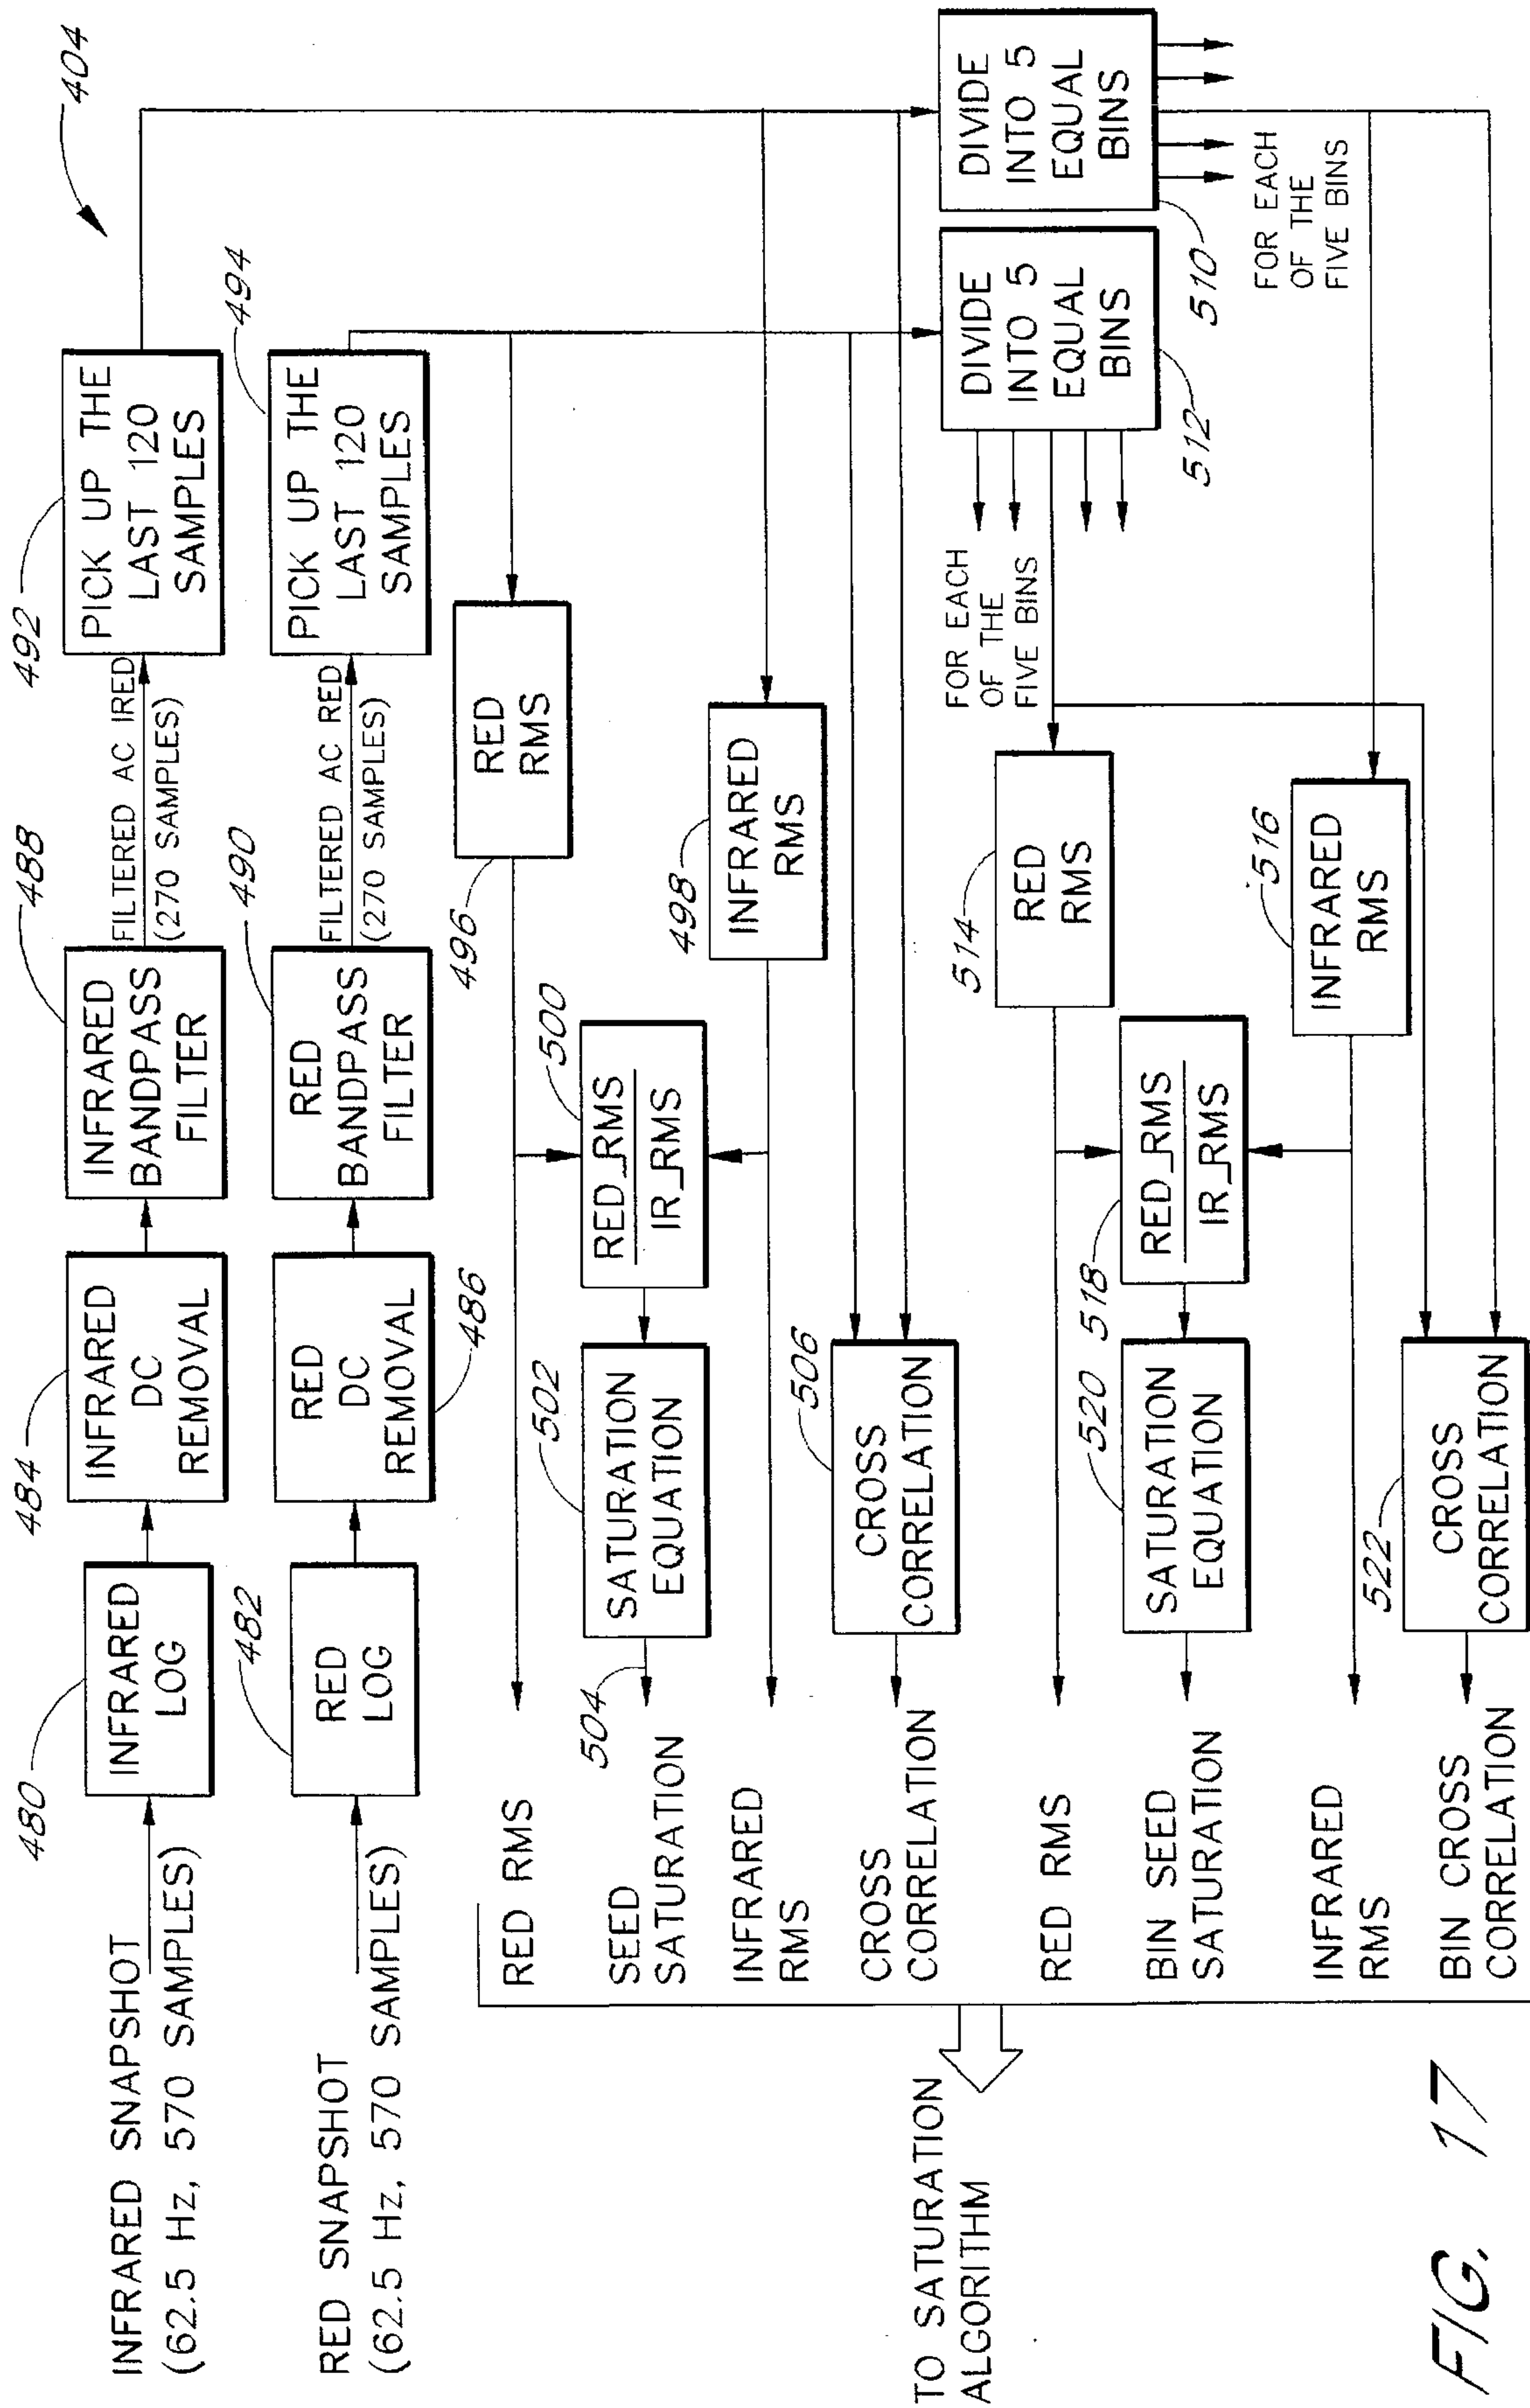 404
480
INFRARED SNAPSHOT
(62.5 Hz, 570 SAMPLES)
INFRARED
LOG
484
INFRARED
DC
REMOVAL
488
INFRARED
BANDPASS
FILTER
FILTERED AC IRED
(270 SAMPLES)
492
PICK UP THE
LAST 120
SAMPLES
RED SNAPSHOT
(62.5 Hz, 570 SAMPLES)
482
RED
LOG
RED
DC
REMOVAL
486
490
RED
BANDPASS
FILTER
FILTERED AC RED
(270 SAMPLES)
494
PICK UP THE
LAST 120
SAMPLES
RED RMS
496
RED
RMS
SEED
SATURATION
504
502
SATURATION
EQUATION
500
RED_RMS
IR_RMS
INFRARED
RMS
498
INFRARED
RMS
CROSS
CORRELATION
506
CROSS
CORRELATION
DIVIDE
INTO 5
EQUAL
BINS
512
DIVIDE
INTO 5
EQUAL
BINS
510
FOR EACH
OF THE
FIVE BINS
FOR EACH
OF THE
FIVE BINS
RED RMS
514
RED
RMS
BIN SEED
SATURATION
520
SATURATION
EQUATION
518
RED_RMS
IR_RMS
INFRARED
RMS
516
INFRARED
RMS
BIN CROSS
CORRELATION
522
CROSS
CORRELATION
TO SATURATION
ALGORITHM
FIG. 17